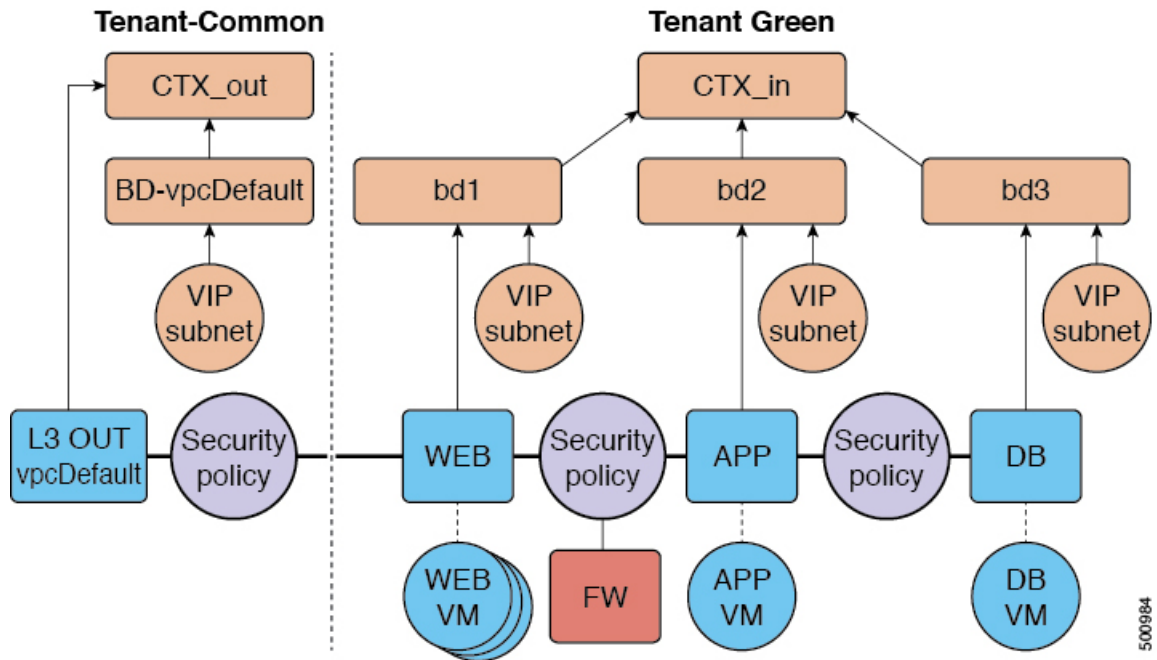 Tenant-Common
Tenant Green
CTX_out
CTX_in
BD-vpcDefault
bd1
bd2
bd3
VIP
subnet
VIP
subnet
VIP
subnet
VIP
subnet
L3 OUT
vpcDefault
Security
policy
WEB
Security
policy
APP
Security
policy
DB
WEB
VM
FW
APP
VM
DB
VM
500984